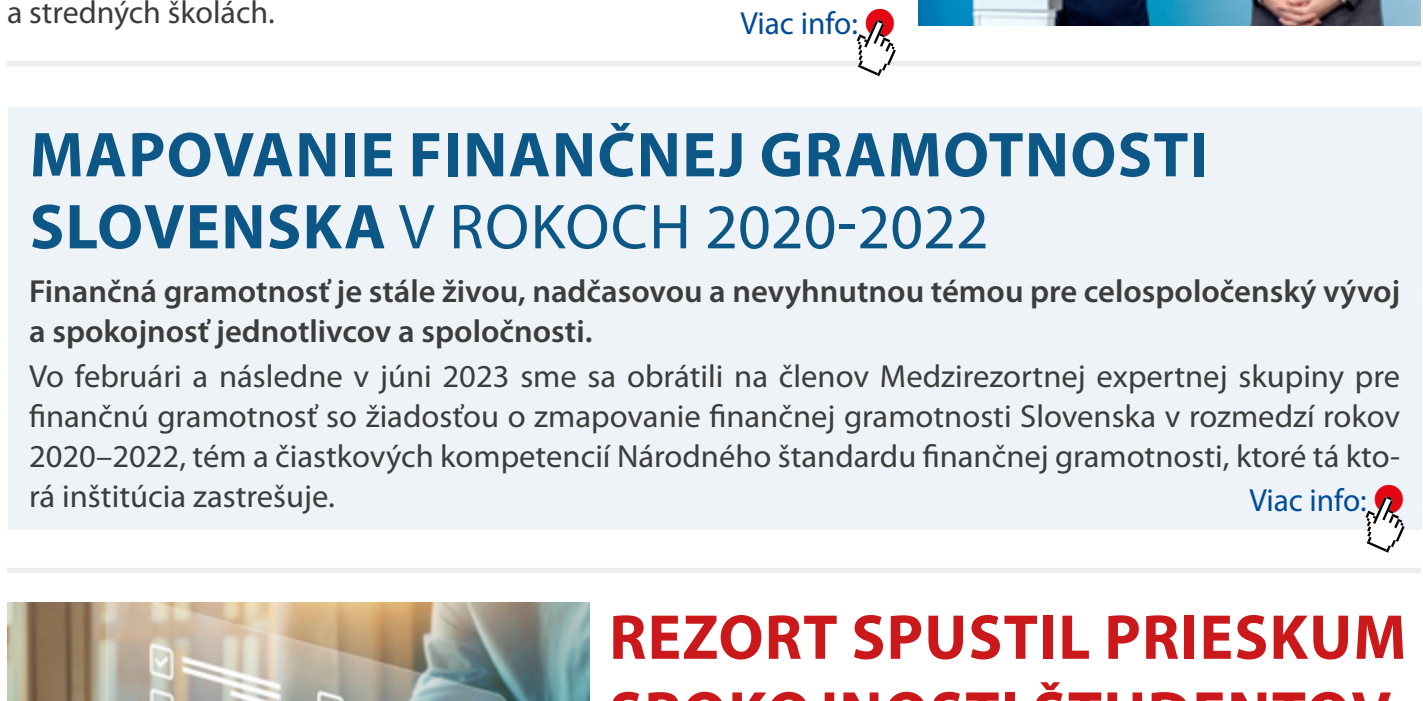 a stredných školách.
Viac info:
MAPOVANIE FINANČNEJ GRAMOTNOSTI
SLOVENSKA V ROKOCH 2020-2022
Finančná gramotnosť je stále živou, nadčasovou a nevyhnutnou témou pre celospoločenský vývoj
a spokojnosť jednotlivcov a spoločnosti.
Vo februári a následne v júni 2023 sme sa obrátili na členov Medzirezortnej expertnej skupiny pre
finančnú gramotnosť so žiadosťou o zmapovanie finančnej gramotnosti Slovenska v rozmedzí rokov
2020–2022, tém a čiastkových kompetencií Národného štandardu finančnej gramotnosti, ktoré tá kto-
rá inštitúcia zastrešuje.
Viac info:
REZORT SPUSTIL PRIESKUM
SPOKOJNOSTI ŠTUDENTOV